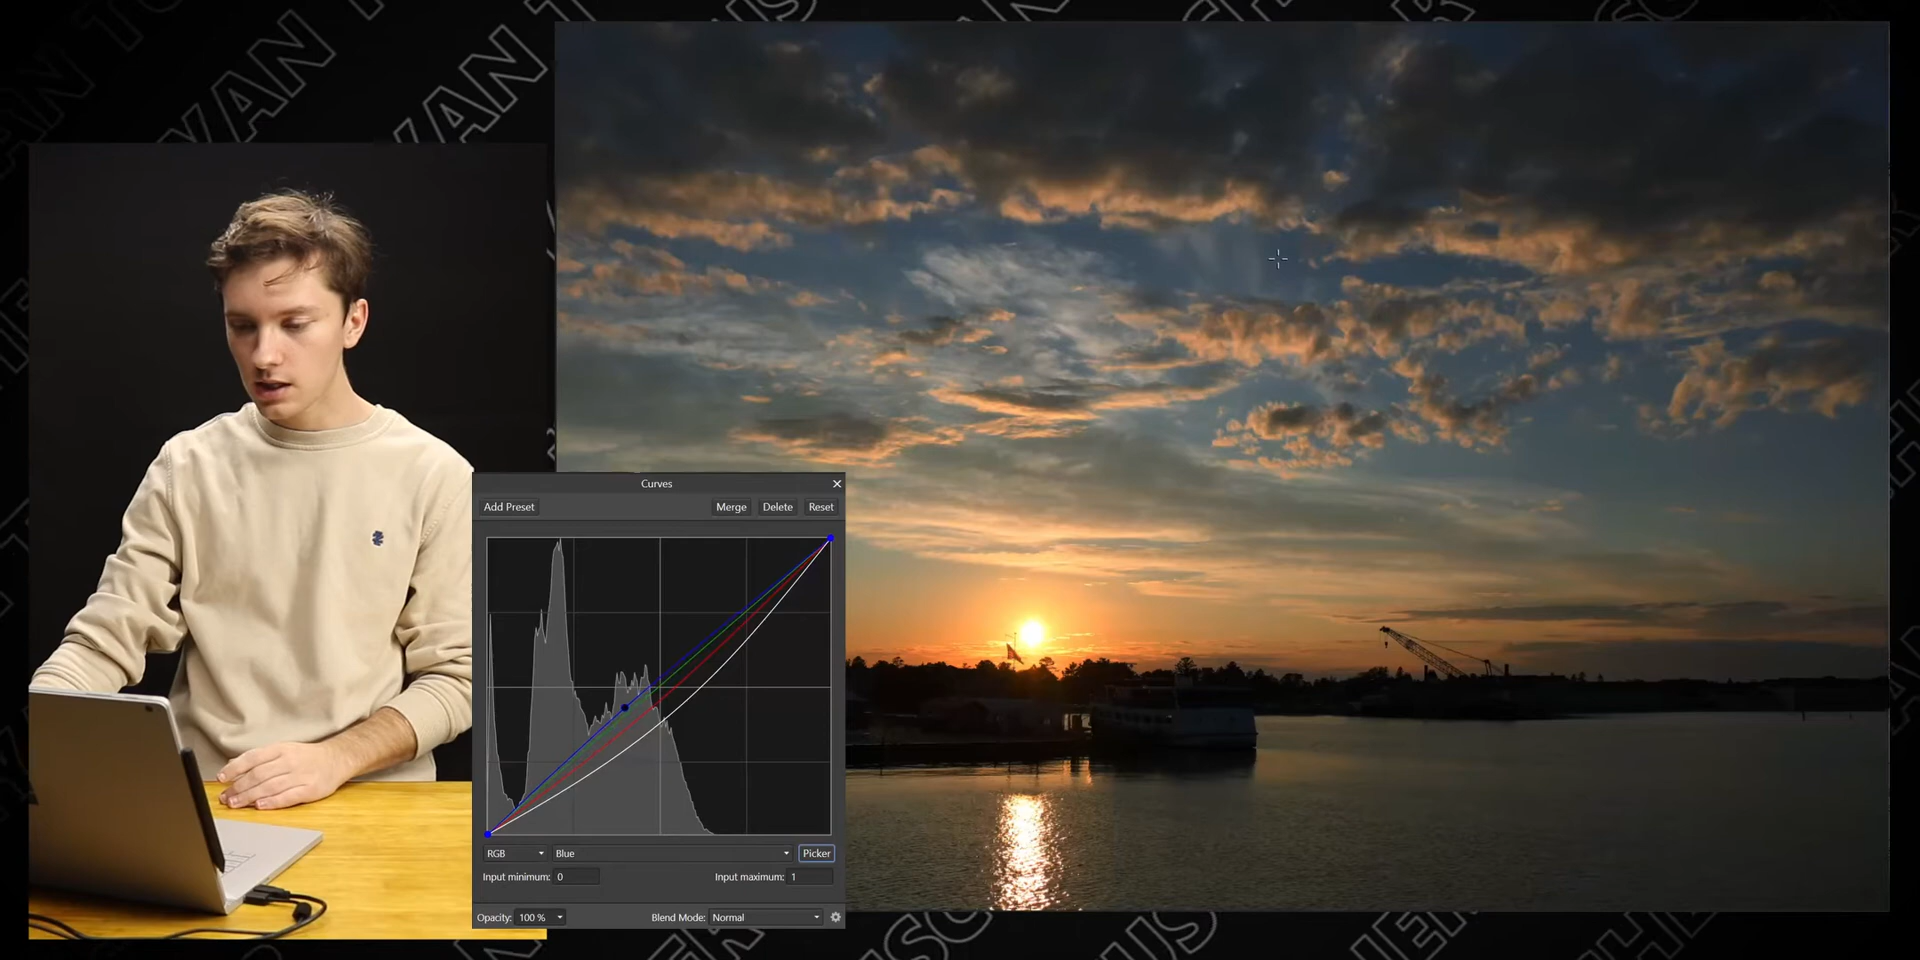 Curves
Add Preset
Merge Delete Reset
RGB Blue Picker
Input minimum: 0 Input maximum: 1
Opacity: 100 % Blend Mode: Normal